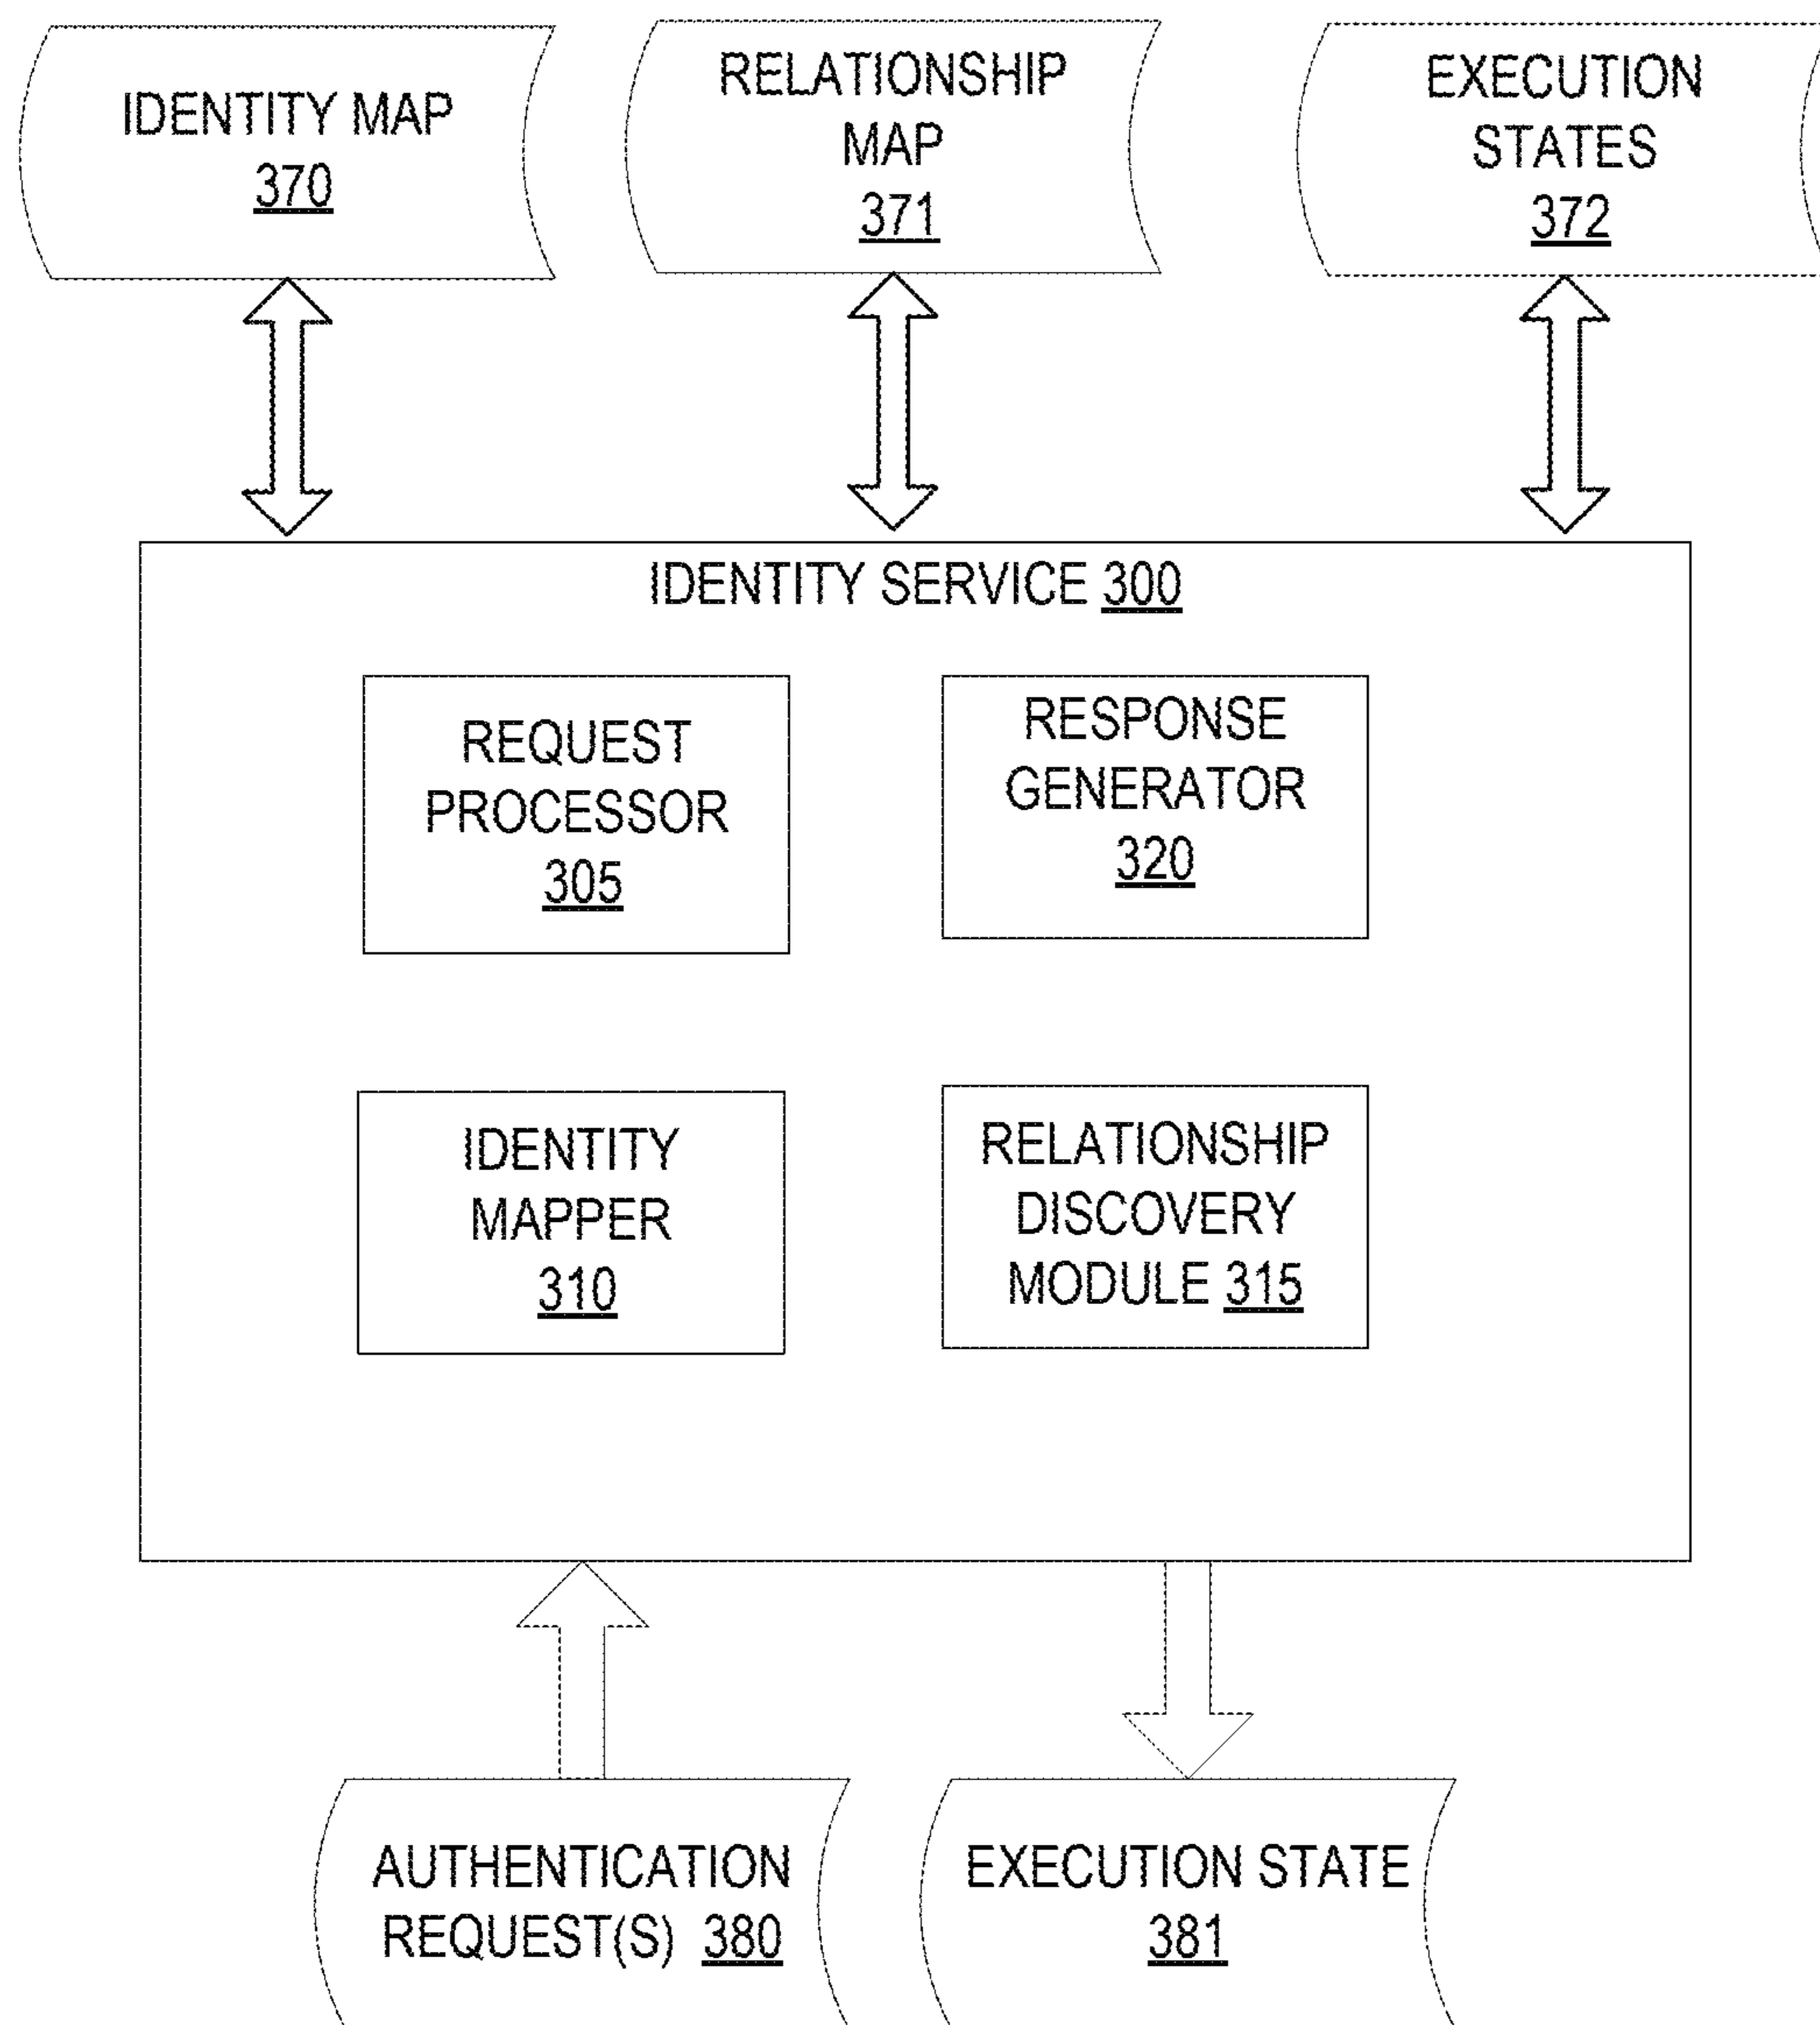 IDENTITY MAP
370
RELATIONSHIP
MAP
371
EXECUTION
STATES
372
IDENTITY SERVICE 300
REQUEST
PROCESSOR
305
RESPONSE
GENERATOR
320
IDENTITY
MAPPER
310
RELATIONSHIP
DISCOVERY
MODULE 315
AUTHENTICATION
REQUEST(S) 380
EXECUTION STATE
381